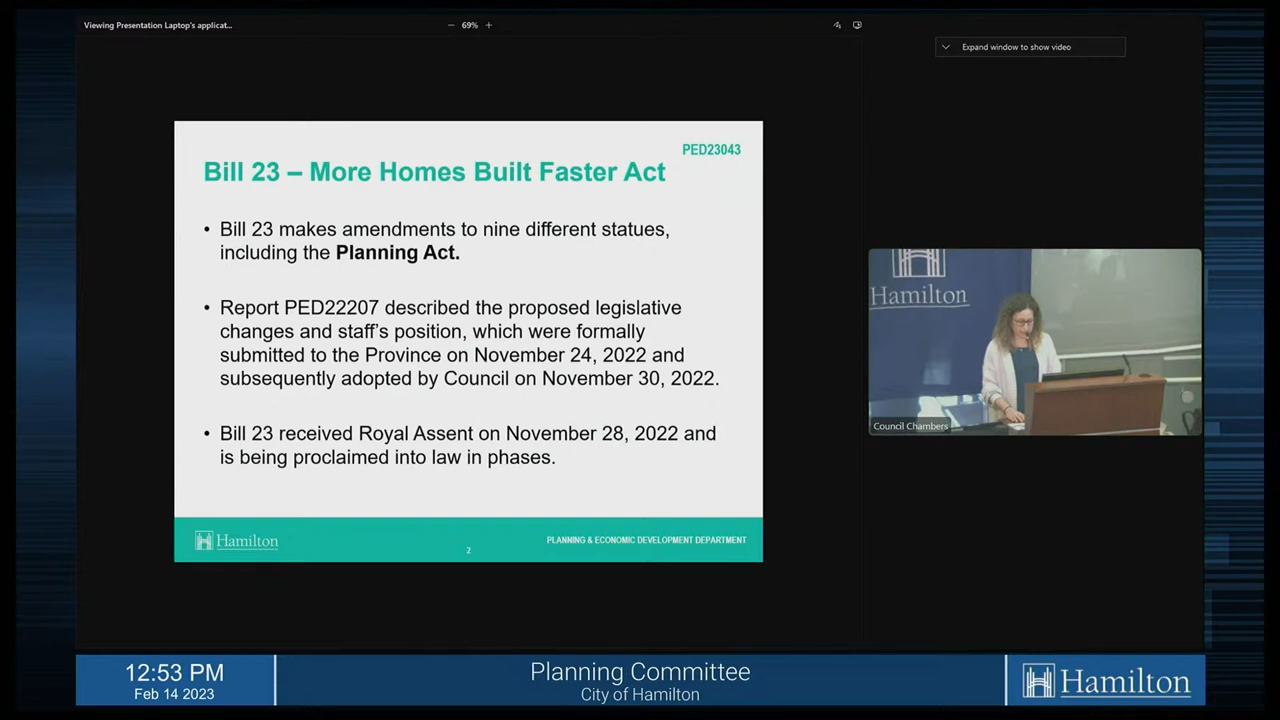 Viewing Presentation Laptop's applicat...
69%
Expand window to show video
PED23043
Bill 23 – More Homes Built Faster Act
• Bill 23 makes amendments to nine different statues,
including the Planning Act.
• Report PED22207 described the proposed legislative
changes and staff's position, which were formally
submitted to the Province on November 24, 2022 and
subsequently adopted by Council on November 30, 2022.
• Bill 23 received Royal Assent on November 28, 2022 and
is being proclaimed into law in phases.
Hamilton
2
PLANNING & ECONOMIC DEVELOPMENT DEPARTMENT
Hamilton
Council Chambers
12:53 PM
Feb 14 2023
Planning Committee
City of Hamilton
Hamilton